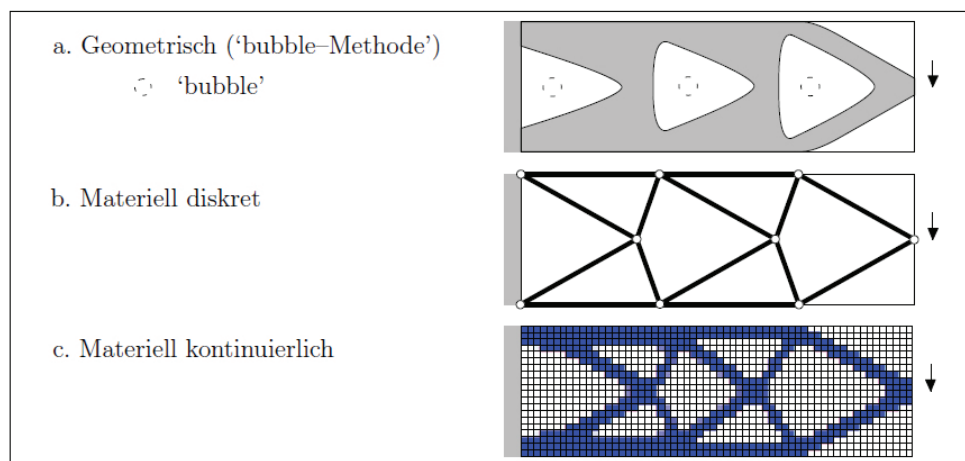 a. Geometrisch (‘bubble–Methode’)
‘bubble’
b. Materiell diskret
c. Materiell kontinuierlich